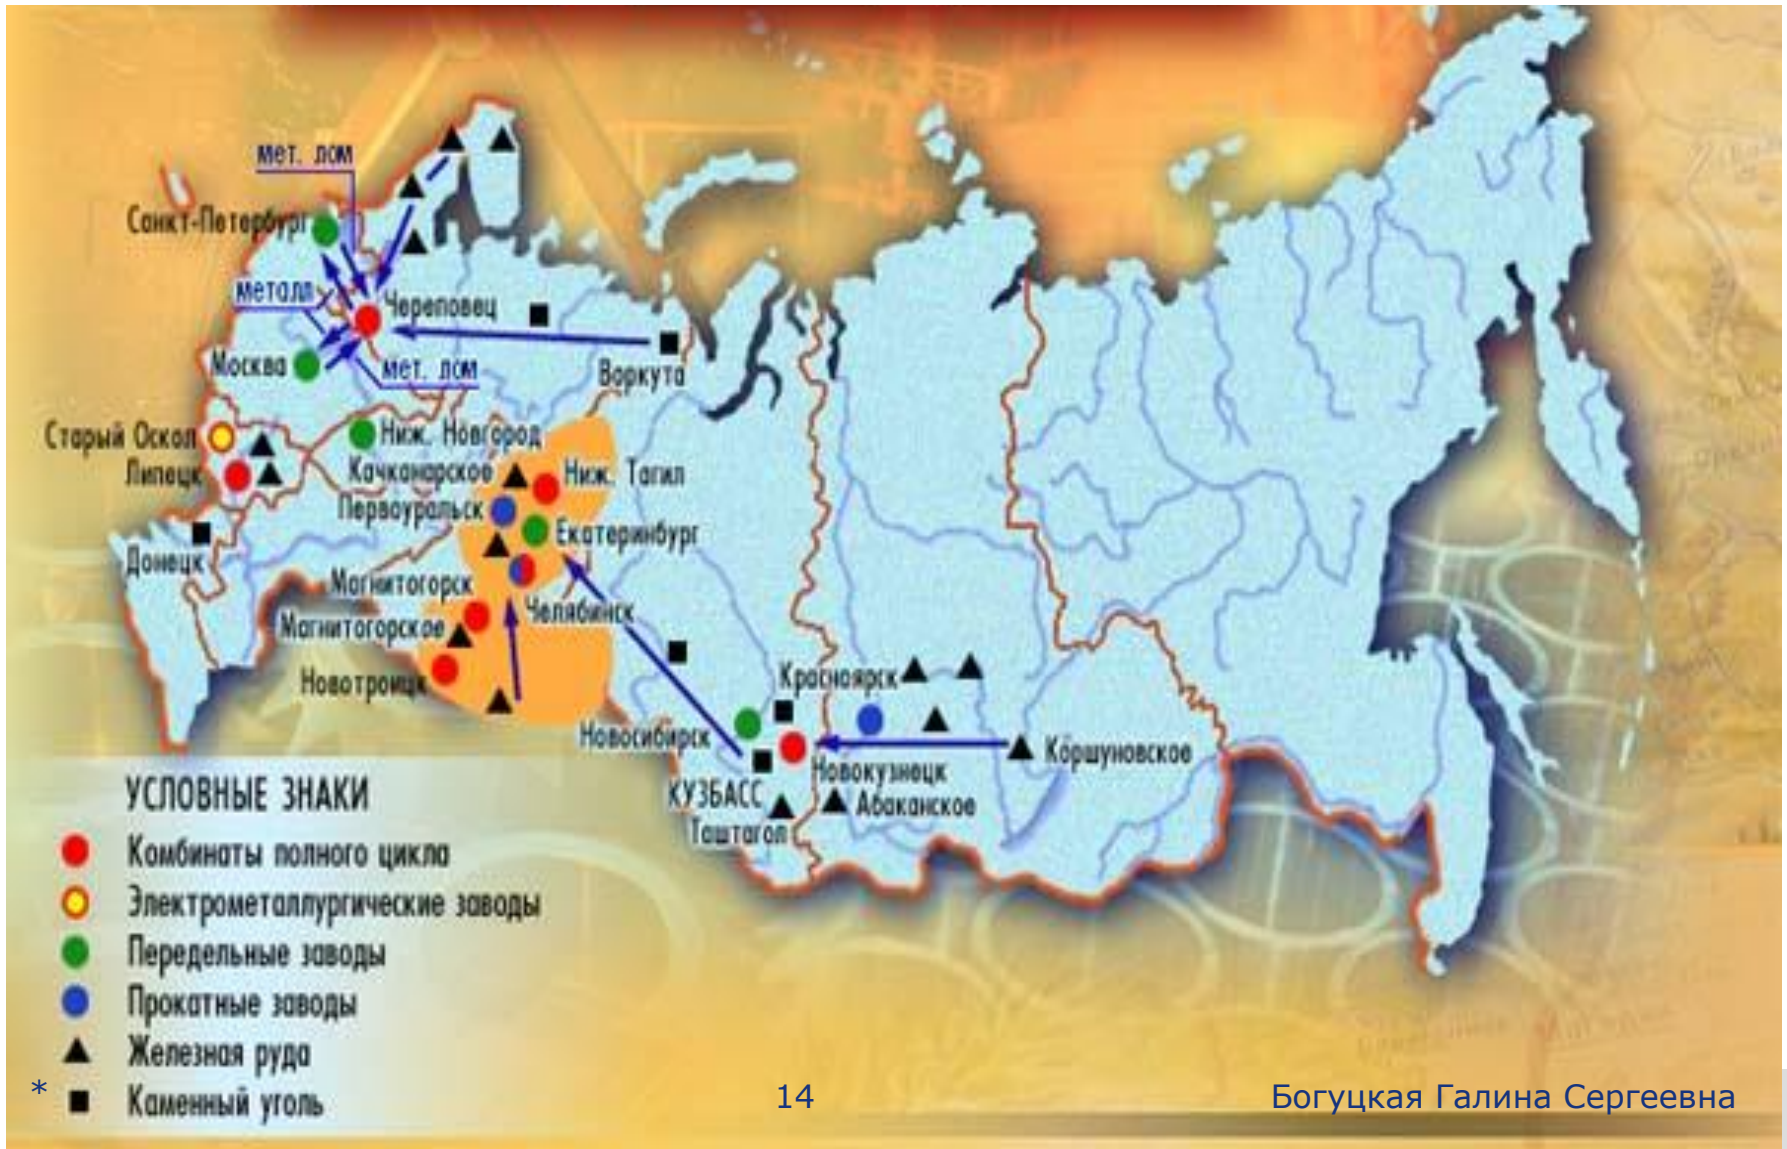 мет. лом
Санкт-Петербург
металл
Череповец
Москва
мет. лом
Воркута
Старый Оскол
Ниж. Новгород
Липецк
Качканарское
Ниж. Тагил
Первоуральск
Екатеринбург
Донецк
Магнитогорск
Челябинск
Магнитогорское
Новотроицк
Красноярск
Новосибирск
Коршуновское
Новокузнецк
КУЗБАСС
Абаканское
Таштагол
УСЛОВНЫЕ ЗНАКИ
Комбинаты полного цикла
Электрометаллургические заводы
Передельные заводы
Прокатные заводы
Железная руда
Каменный уголь
*
14
Богуцкая Галина Сергеевна